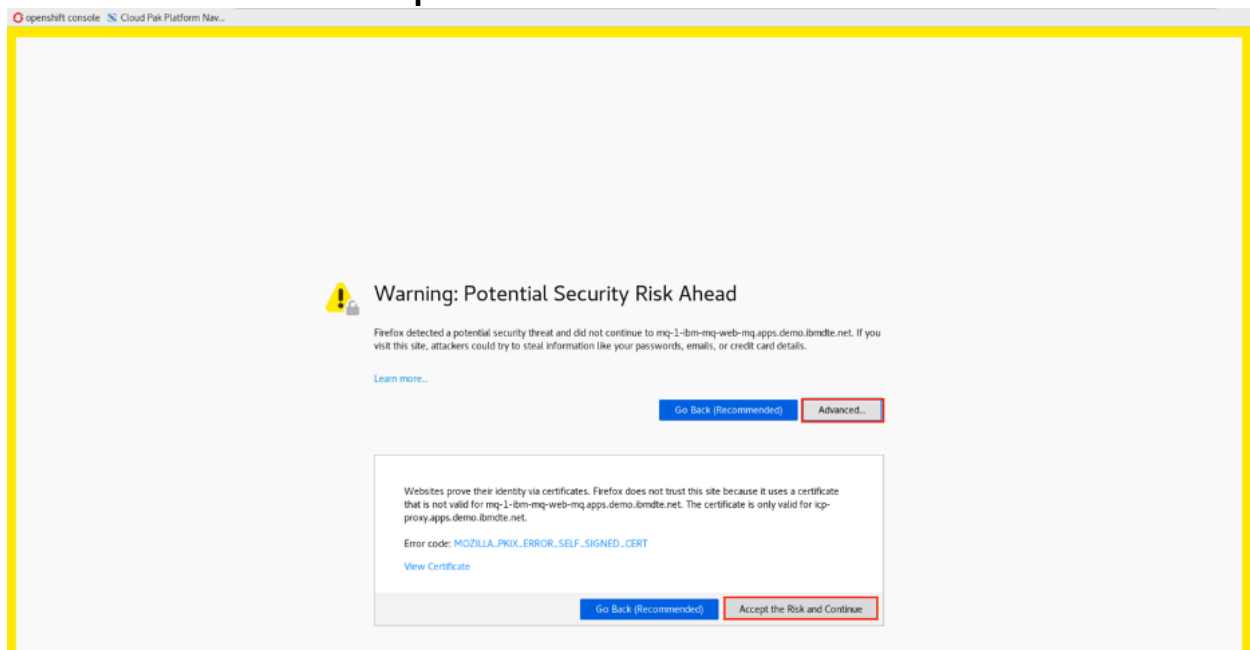 openshift console Cloud Pak Platform Nav...
Warning: Potential Security Risk Ahead
Firefox detected a potential security threat and did not continue to mq-1-ibm-mq-web-mq.apps.demo.ibmdte.net. If you
visit this site, attackers could try to steal information like your passwords, emails, or credit card details.
Learn more...
Go Back (Recommended) Advanced...
Websites prove their identity via certificates. Firefox does not trust this site because it uses a certificate
that is not valid for mq-1-ibm-mq-web-mq.apps.demo.ibmdte.net. The certificate is only valid for icp-
proxy.apps.demo.ibmdte.net.
Error code: MOZILLA_PKIX_ERROR_SELF_SIGNED_CERT
View Certificate
Go Back (Recommended) Accept the Risk and Continue